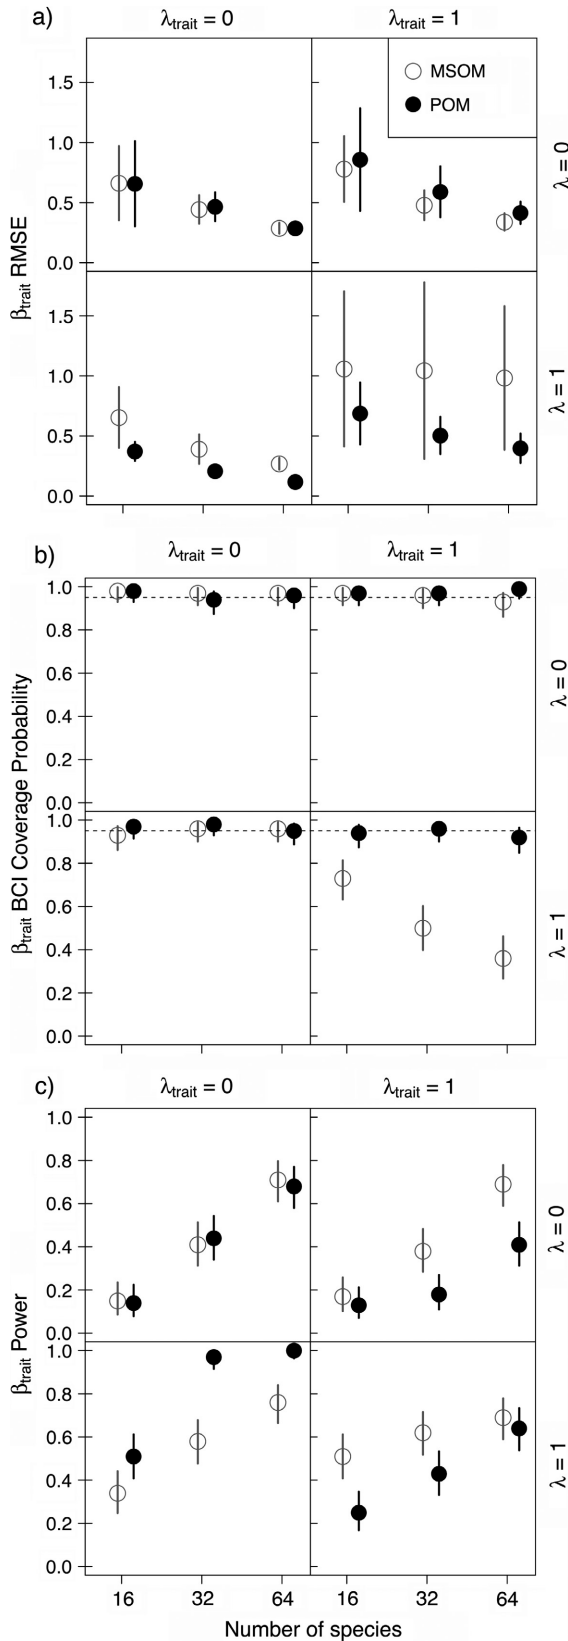 a)
λtrait = 0
λtrait = 1
MSOM
POM
1.5
1.0
0.5
0.0
λ = 0
βtrait RMSE
1.5
1.0
0.5
0.0
λ = 1
b)
λtrait = 0
λtrait = 1
1.0
0.8
0.6
0.4
0.2
0.0
λ = 0
βtrait BCI Coverage Probability
1.0
0.8
0.6
0.4
0.2
0.0
λ = 1
c)
λtrait = 0
λtrait = 1
1.0
0.8
0.6
0.4
0.2
0.0
λ = 0
βtrait Power
1.0
0.8
0.6
0.4
0.2
0.0
λ = 1
16 32 64 16 32 64
Number of species